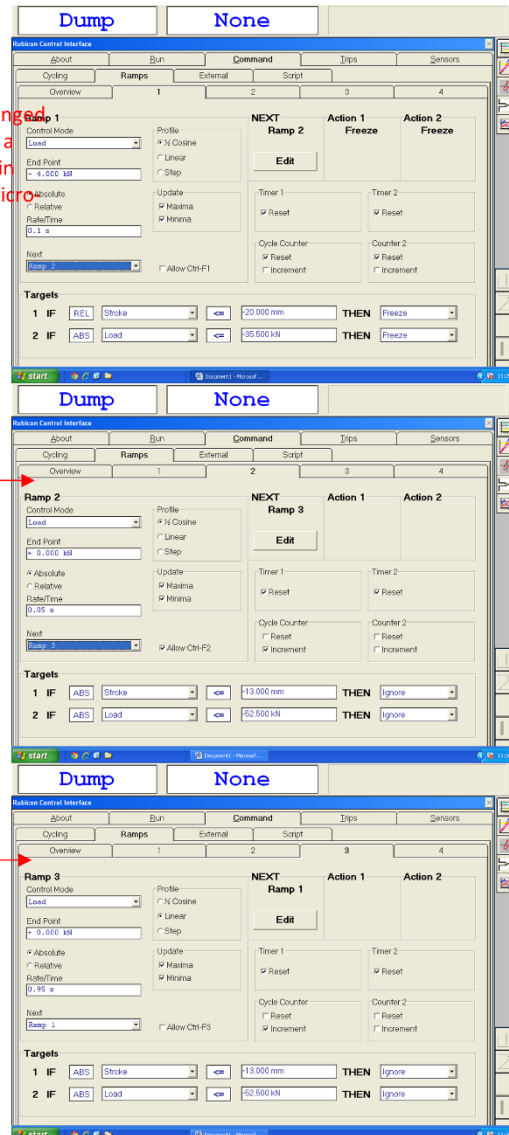 Dump None
Rubicon Control Interface
About Run Command Trips Sensors
Cycling Ramps External Script
Overview 1 2 3 4
nged
a
in
icro-
Ramp 1 NEXT Action 1 Action 2
Control Mode Profile Ramp 2 Freeze Freeze
Load ½ Cosine
End Point Linear Edit
- 4.000 kN Step
Absolute Update Timer 1 Timer 2
Relative Maxima Reset Reset
Rate/Time Minima
0.1 s
Cycle Counter Counter 2
Next Reset Reset
Ramp 2 Allow Ctrl-F1 Increment Increment
Targets
1 IF REL Stroke <= -20.000 mm THEN Freeze
2 IF ABS Load <= -35.500 kN THEN Freeze
start Document1 - Microsof...
Dump None
Rubicon Control Interface
About Run Command Trips Sensors
Cycling Ramps External Script
Overview 1 2 3 4
Ramp 2 NEXT Action 1 Action 2
Control Mode Profile Ramp 3
Load ½ Cosine
End Point Linear Edit
+ 0.000 kN Step
Absolute Update Timer 1 Timer 2
Relative Maxima Reset Reset
Rate/Time Minima
0.05 s
Cycle Counter Counter 2
Next Reset Reset
Ramp 3 Allow Ctrl-F2 Increment Increment
Targets
1 IF ABS Stroke <= -13.000 mm THEN Ignore
2 IF ABS Load <= -52.500 kN THEN Ignore
start Document1 - Microsof...
Dump None
Rubicon Control Interface
About Run Command Trips Sensors
Cycling Ramps External Script
Overview 1 2 3 4
Ramp 3 NEXT Action 1 Action 2
Control Mode Profile Ramp 1
Load ½ Cosine
End Point Linear Edit
+ 0.000 kN Step
Absolute Update Timer 1 Timer 2
Relative Maxima Reset Reset
Rate/Time Minima
0.95 s
Cycle Counter Counter 2
Next Reset Reset
Ramp 1 Allow Ctrl-F3 Increment Increment
Targets
1 IF ABS Stroke <= -13.000 mm THEN Ignore
2 IF ABS Load <= -52.500 kN THEN Ignore